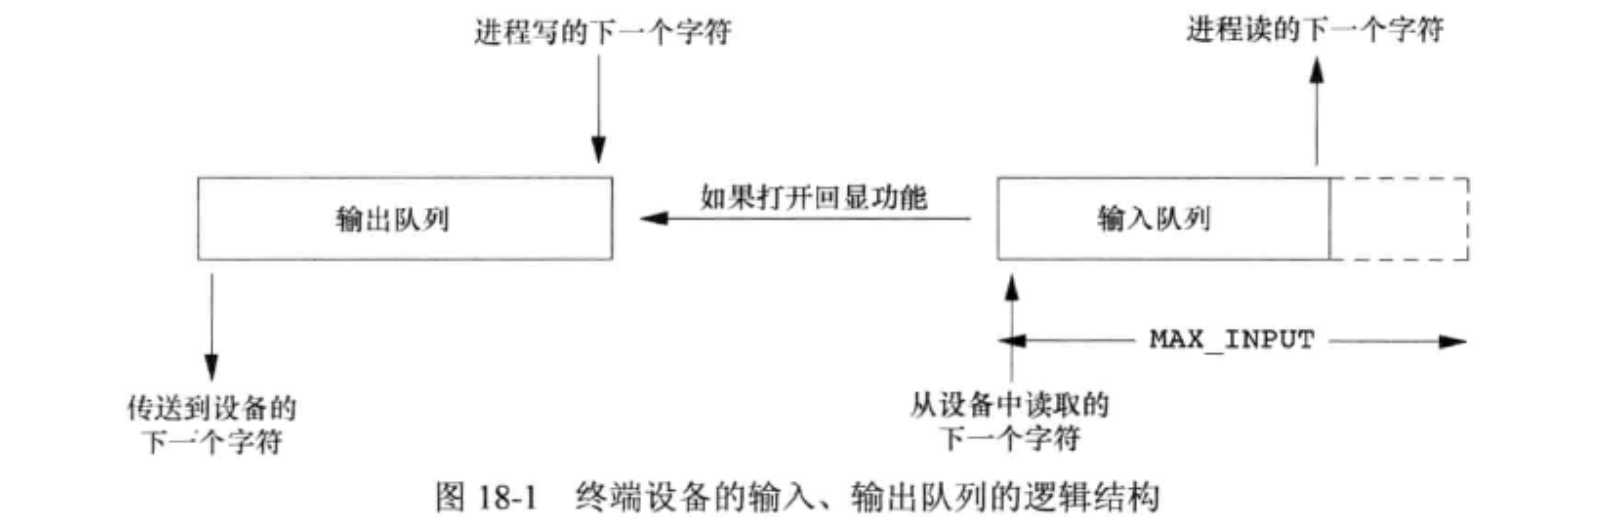 进程写的下一个字符
进程读的下一个字符
如果打开回显功能
输出队列
输入队列
MAX_INPUT
传送到设备的
下一个字符
从设备中读取的
下一个字符
图 18-1 终端设备的输入、输出队列的逻辑结构